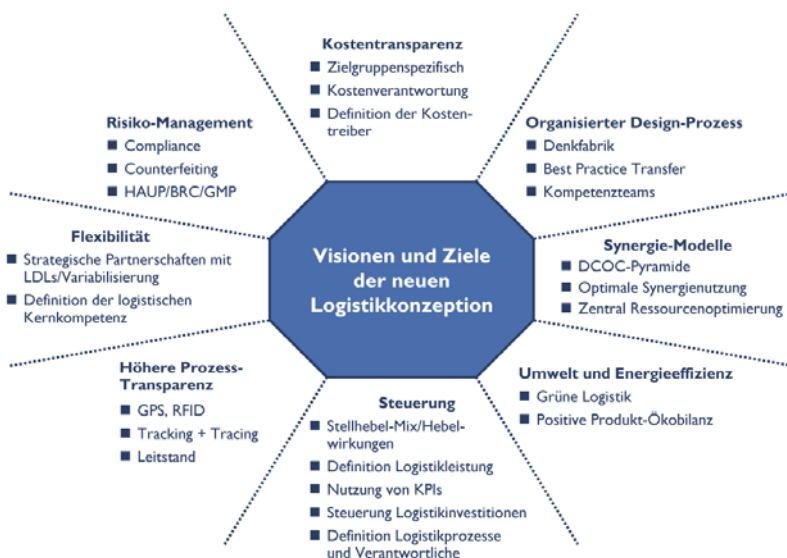 Kostentransparenz
Zielgruppenspezifisch
Kostenverantwortung
Definition der Kosten-
treiber
Organisierter Design-Prozess
Denkfabrik
Best Practice Transfer
Kompetenzteams
Synergie-Modelle
DCOC-Pyramide
Optimale Synergienutzung
Zentral Ressourcenoptimierung
Umwelt und Energieeffizienz
Grüne Logistik
Positive Produkt-Ökobilanz
Steuerung
Stellhebel-Mix/Hebel-
wirkungen
Definition Logistikleistung
Nutzung von KPIs
Steuerung Logistikinvestitionen
Definition Logistikprozesse
und Verantwortliche
Höhere Prozess-
Transparenz
GPS, RFID
Tracking + Tracing
Leitstand
Flexibilität
Strategische Partnerschaften mit
LDLs/Variabilisierung
Definition der logistischen
Kernkompetenz
Risiko-Management
Compliance
Counterfeiting
HAUP/BRC/GMP
Visionen und Ziele
der neuen
Logistikkonzeption